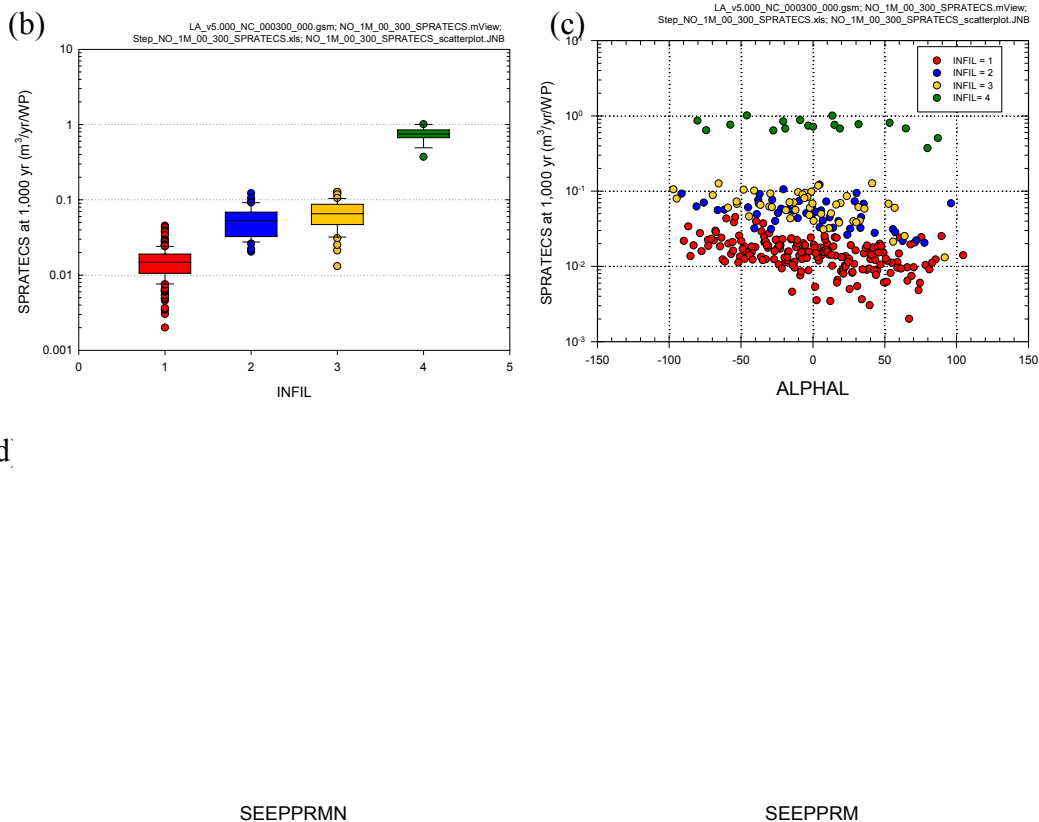 (b)
LA_v5.000_NC_000300_000.gsm; NO_1M_00_300_SPRATECS.mView;
Step_NO_1M_00_300_SPRATECS.xls; NO_1M_00_300_SPRATECS_scatterplot.JNB
10
1
0.1
0.01
0.001
SPRATECS at 1,000 yr (m³/yr/WP)
0 1 2 3 4 5
INFIL
(c)
LA_v5.000_NC_000300_000.gsm; NO_1M_00_300_SPRATECS.mView;
Step_NO_1M_00_300_SPRATECS.xls; NO_1M_00_300_SPRATECS_scatterplot.JNB
10¹
10⁰
10⁻¹
10⁻²
10⁻³
SPRATECS at 1,000 yr (m³/yr/WP)
INFIL = 1
INFIL = 2
INFIL = 3
INFIL= 4
-150 -100 -50 0 50 100 150
ALPHAL
d
SEEPPRMN
SEEPPRM